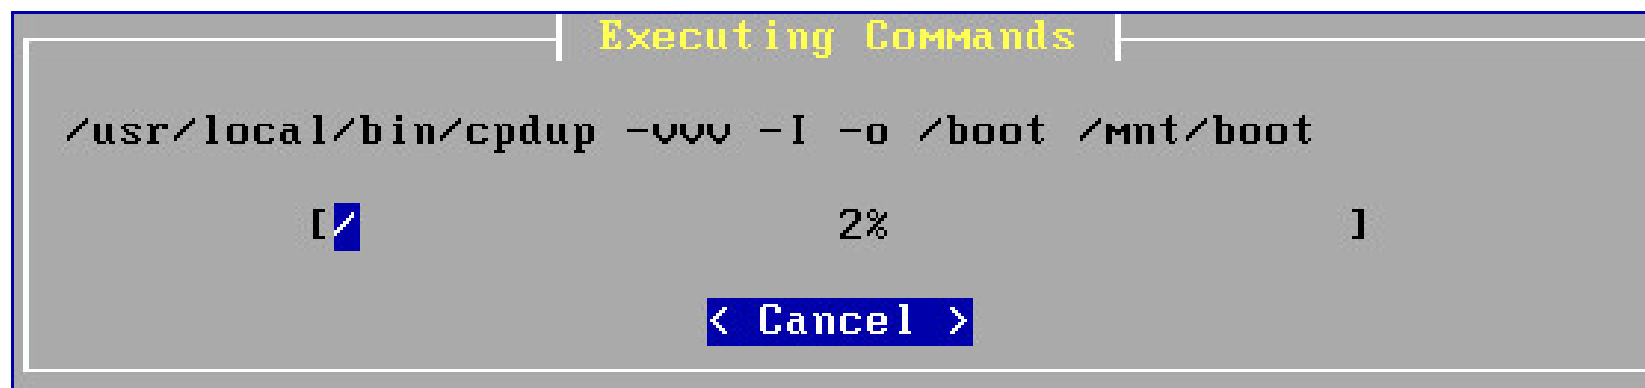 Executing Commands
/usr/local/bin/cpdup -vvv -I -o /boot /mnt/boot
[/ 2% ]
< Cancel >